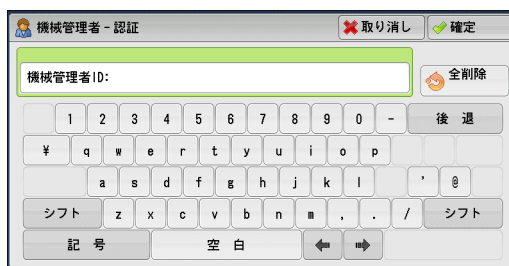 機械管理者 - 認証 取り消し 確定
機械管理者ID: 全削除
1 2 3 4 5 6 7 8 9 0 - 後 退
¥ q w e r t y u i o p
a s d f g h j k l ' @
シフト z x c v b n m , . / シフト
記 号 空 白